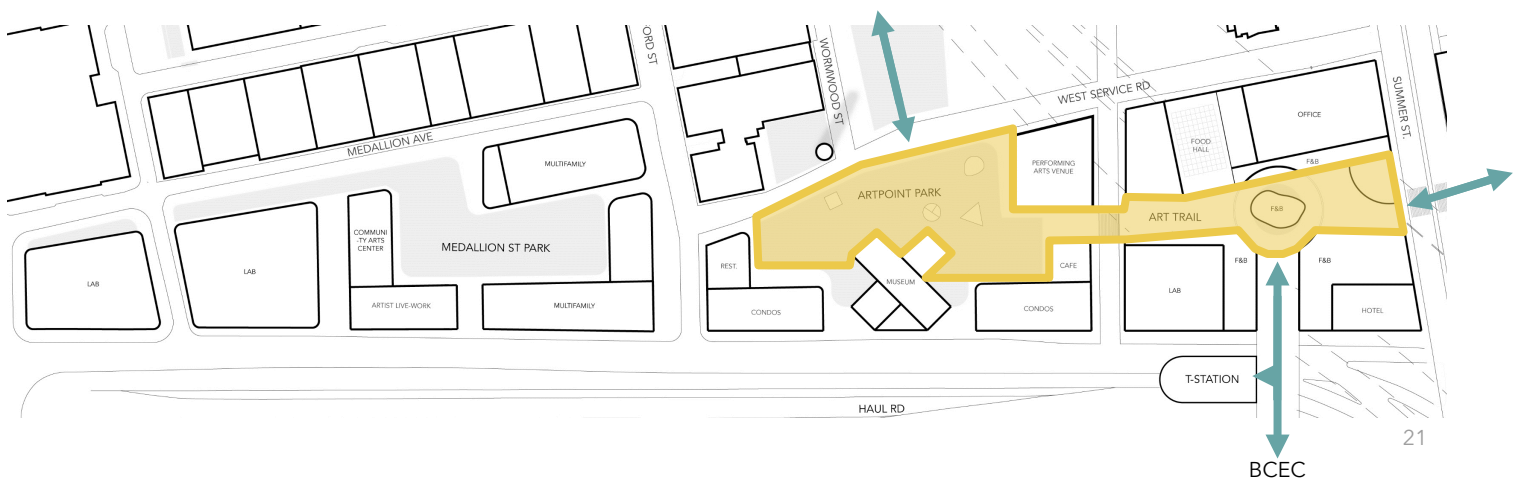 ORD ST
WORMWOOD ST
WEST SERVICE RD
SUMMER ST.
MEDALLION AVE
MULTIFAMILY
OFFICE
FOOD
HALL
F&B
PERFORMING
ARTS VENUE
ARTPOINT PARK
ART TRAIL
F&B
COMMUNI
-TY ARTS
CENTER
MEDALLION ST PARK
LAB
LAB
REST.
CAFE
F&B
F&B
MUSEUM
LAB
ARTIST LIVE-WORK
MULTIFAMILY
CONDOS
CONDOS
HOTEL
T-STATION
HAUL RD
21
BCEC